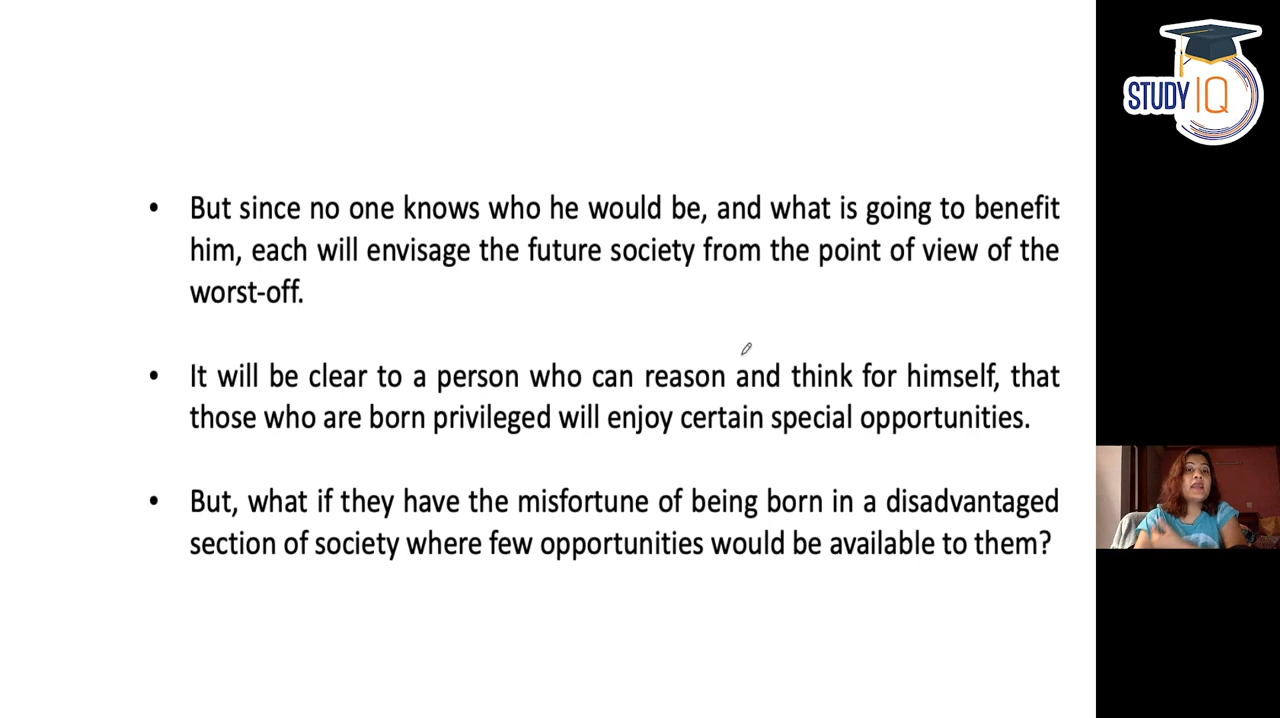 STUDY IQ
• But since no one knows who he would be, and what is going to benefit
him, each will envisage the future society from the point of view of the
worst-off.
• It will be clear to a person who can reason and think for himself, that
those who are born privileged will enjoy certain special opportunities.
• But, what if they have the misfortune of being born in a disadvantaged
section of society where few opportunities would be available to them?